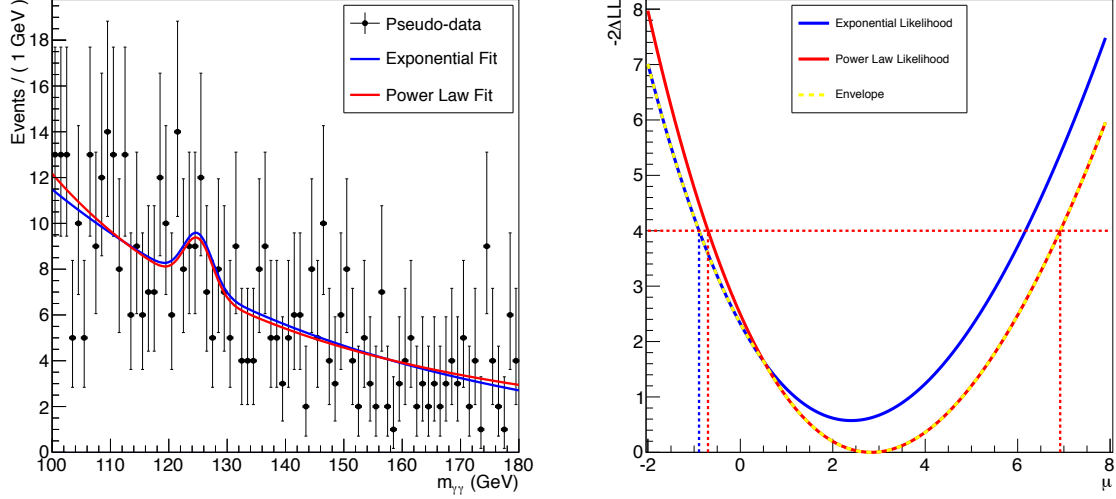 Events / ( 1 GeV )
18
16
14
12
10
8
6
4
2
0
100 110 120 130 140 150 160 170 180
m_γγ (GeV)
Pseudo-data
Exponential Fit
Power Law Fit
-2ΔLL
8
7
6
5
4
3
2
1
0
-2 0 2 4 6 8
μ
Exponential Likelihood
Power Law Likelihood
Envelope